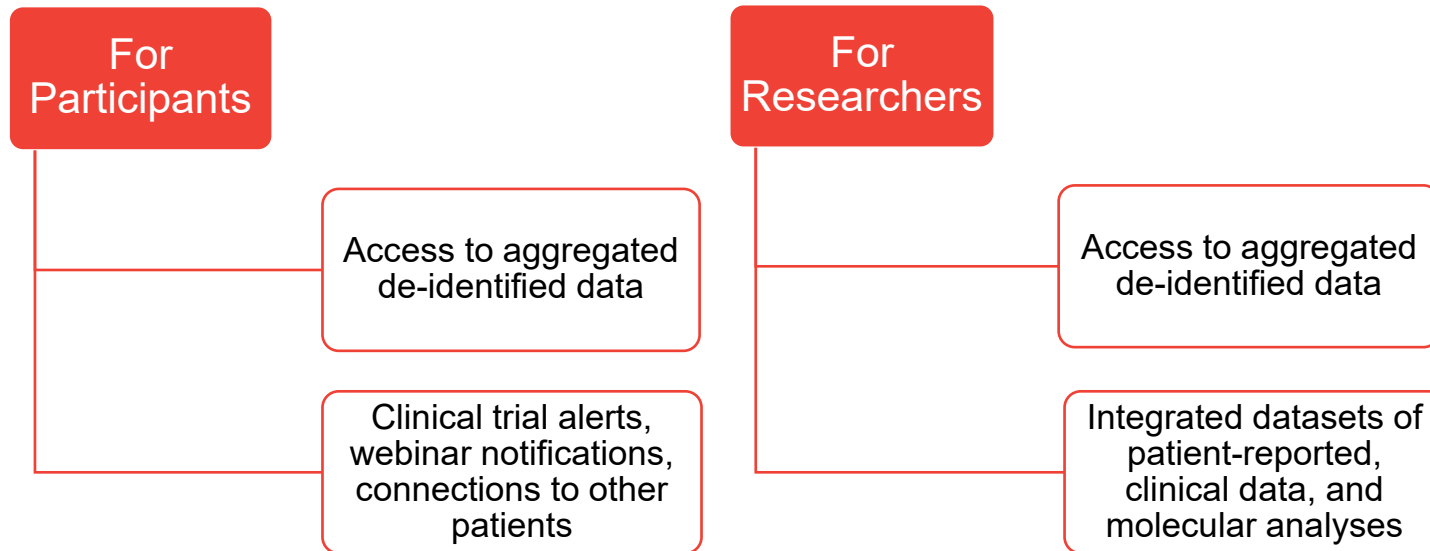 For
Participants
Access to aggregated
de-identified data
Clinical trial alerts,
webinar notifications,
connections to other
patients
For
Researchers
Access to aggregated
de-identified data
Integrated datasets of
patient-reported,
clinical data, and
molecular analyses